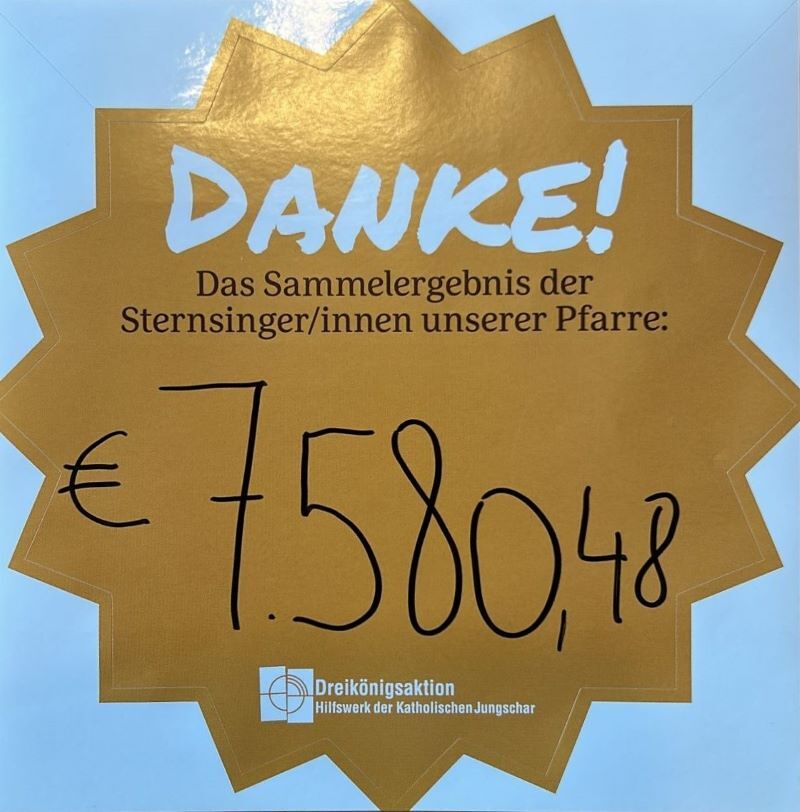 DANKE!
Das Sammelergebnis der
Sternsinger/innen unserer Pfarre:
€ 7.580,48
Dreikönigsaktion
Hilfswerk der Katholischen Jungschar